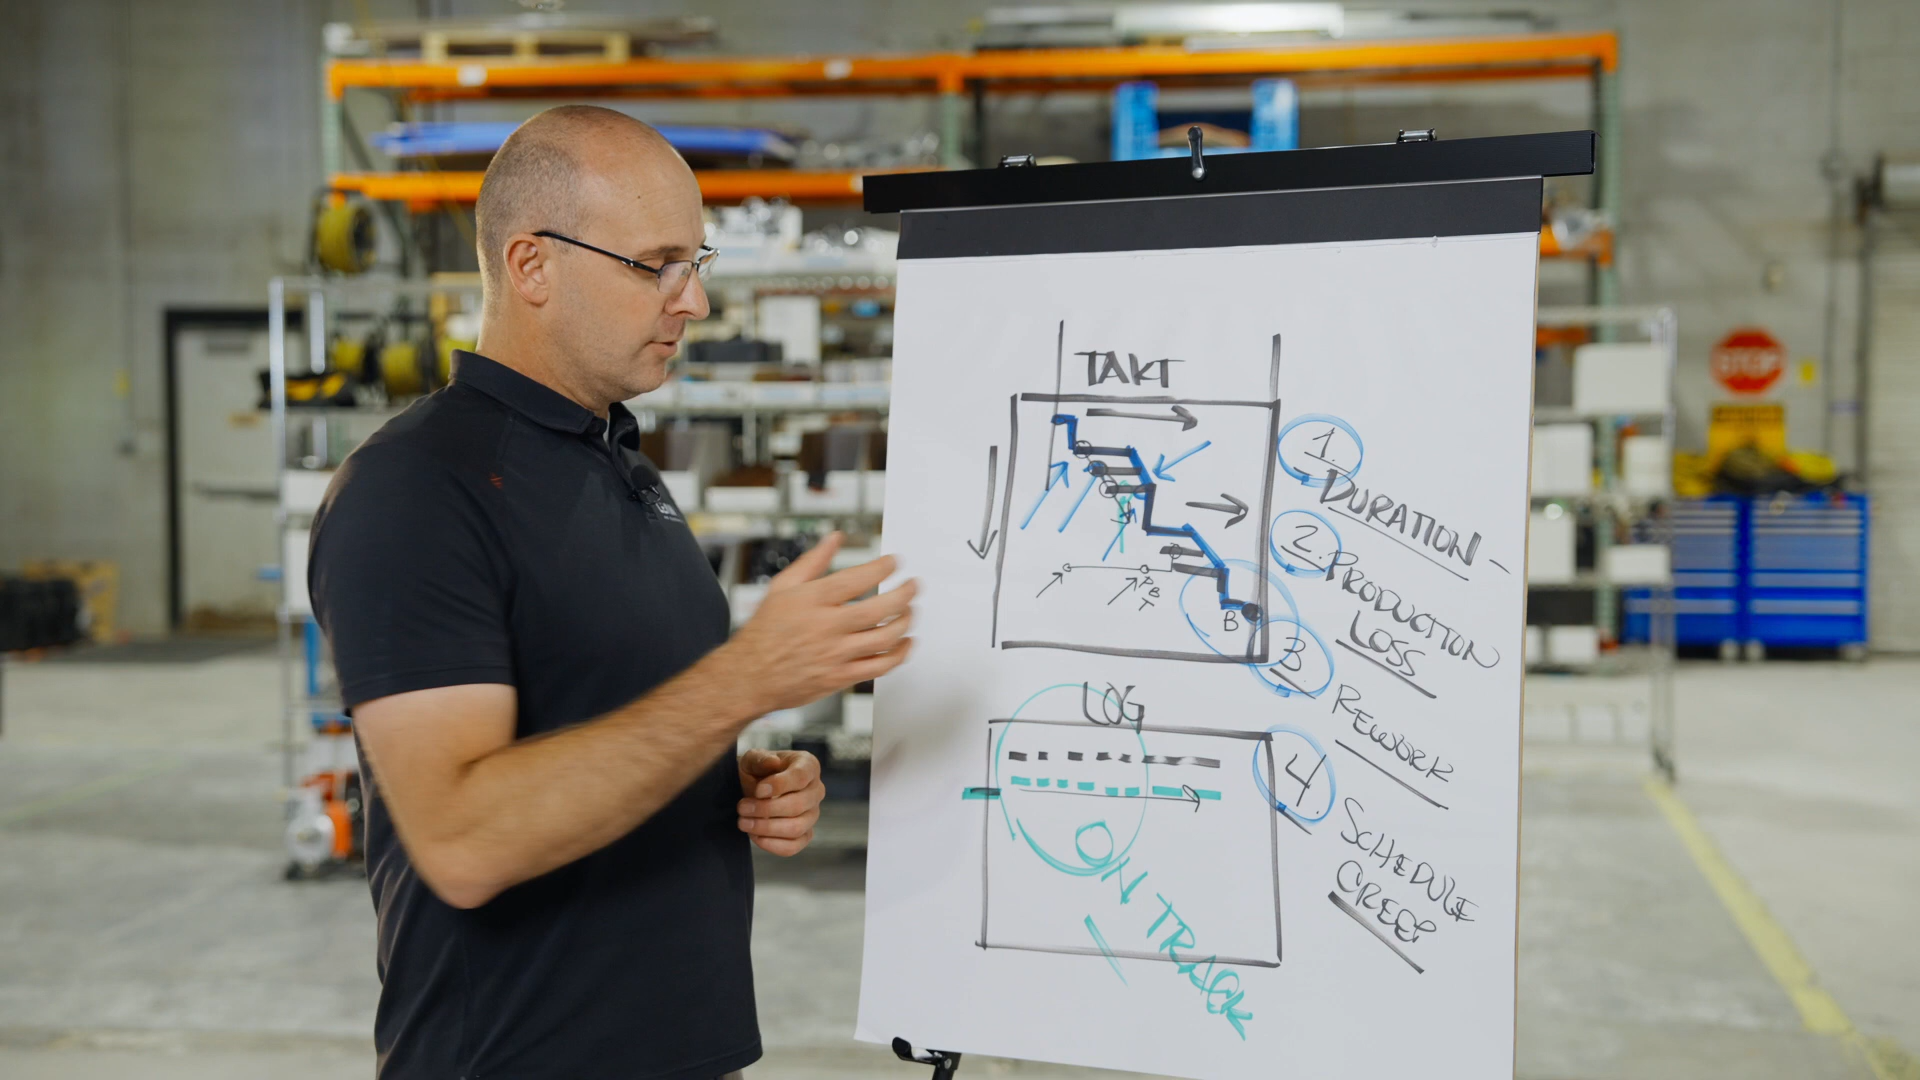 TAKT
1.
DURATION -
2. PRODUCTION
LOSS
P
B
T
B
3.
REWORK
LOG
4.
SCHEDULE
CREEP
ON TRACK
STOP